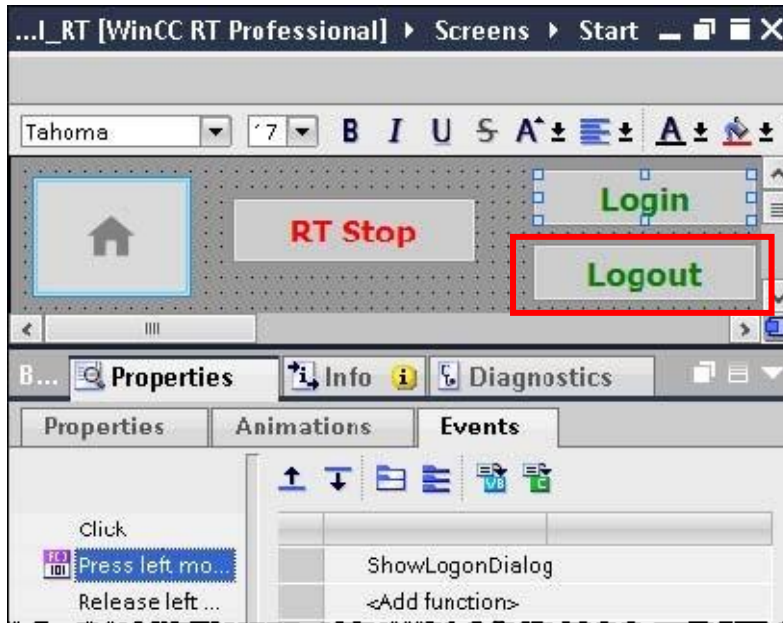 ...I_RT [WinCC RT Professional] ▸ Screens ▸ Start
Tahoma 17 B I U S A A
Login
RT Stop
Logout
B... Properties Info Diagnostics
Properties Animations Events
Click
Press left mo... ShowLogonDialog
Release left ... <Add function>